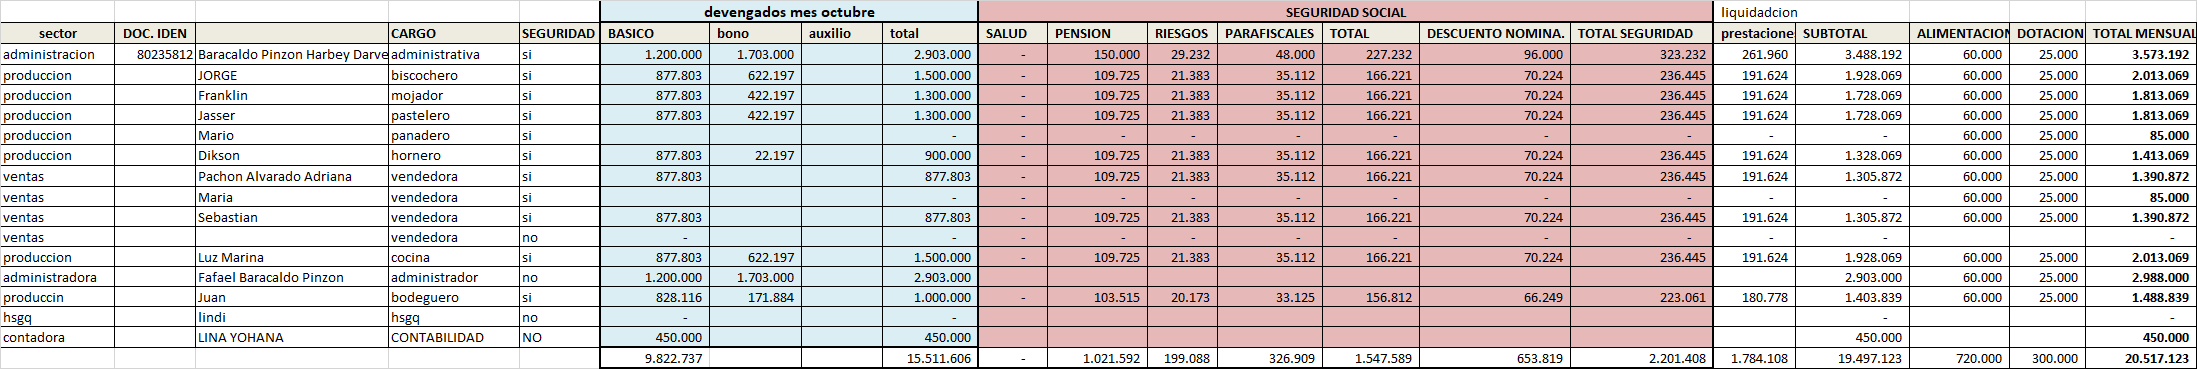 devengados mes octubre SEGURIDAD SOCIAL liquidadcion
sector DOC. IDEN CARGO SEGURIDAD BASICO bono auxilio total SALUD PENSION RIESGOS PARAFISCALES TOTAL DESCUENTO NOMINA. TOTAL SEGURIDAD prestacione SUBTOTAL ALIMENTACION DOTACION TOTAL MENSUAL
administracion 80235812 Baracaldo Pinzon Harbey Darve administrativa si 1.200.000 1.703.000 2.903.000 - 150.000 29.232 48.000 227.232 96.000 323.232 261.960 3.488.192 60.000 25.000 3.573.192
produccion JORGE biscochero si 877.803 622.197 1.500.000 - 109.725 21.383 35.112 166.221 70.224 236.445 191.624 1.928.069 60.000 25.000 2.013.069
produccion Franklin mojador si 877.803 422.197 1.300.000 - 109.725 21.383 35.112 166.221 70.224 236.445 191.624 1.728.069 60.000 25.000 1.813.069
produccion Jasser pastelero si 877.803 422.197 1.300.000 - 109.725 21.383 35.112 166.221 70.224 236.445 191.624 1.728.069 60.000 25.000 1.813.069
produccion Mario panadero si - - - - - - - - - - 60.000 25.000 85.000
produccion Dikson hornero si 877.803 22.197 900.000 - 109.725 21.383 35.112 166.221 70.224 236.445 191.624 1.328.069 60.000 25.000 1.413.069
ventas Pachon Alvarado Adriana vendedora si 877.803 877.803 - 109.725 21.383 35.112 166.221 70.224 236.445 191.624 1.305.872 60.000 25.000 1.390.872
ventas Maria vendedora si - - - - - - - - - - 60.000 25.000 85.000
ventas Sebastian vendedora si 877.803 877.803 - 109.725 21.383 35.112 166.221 70.224 236.445 191.624 1.305.872 60.000 25.000 1.390.872
ventas vendedora no - - - - - - - - - - - -
produccion Luz Marina cocina si 877.803 622.197 1.500.000 - 109.725 21.383 35.112 166.221 70.224 236.445 191.624 1.928.069 60.000 25.000 2.013.069
administradora Fafael Baracaldo Pinzon administrador no 1.200.000 1.703.000 2.903.000 2.903.000 60.000 25.000 2.988.000
produccin Juan bodeguero si 828.116 171.884 1.000.000 - 103.515 20.173 33.125 156.812 66.249 223.061 180.778 1.403.839 60.000 25.000 1.488.839
hsgq lindi hsgq no - - - -
contadora LINA YOHANA CONTABILIDAD NO 450.000 450.000 450.000 450.000
9.822.737 15.511.606 - 1.021.592 199.088 326.909 1.547.589 653.819 2.201.408 1.784.108 19.497.123 720.000 300.000 20.517.123